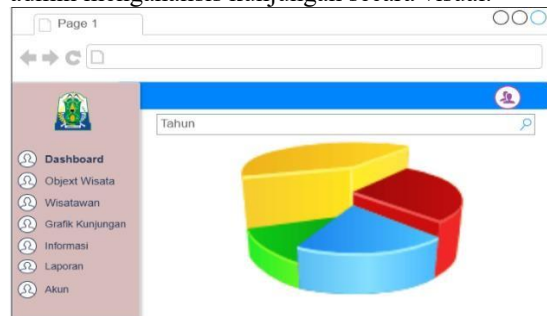 Page 1
Tahun
Dashboard
Objext Wisata
Wisatawan
Grafik Kunjungan
Informasi
Laporan
Akun